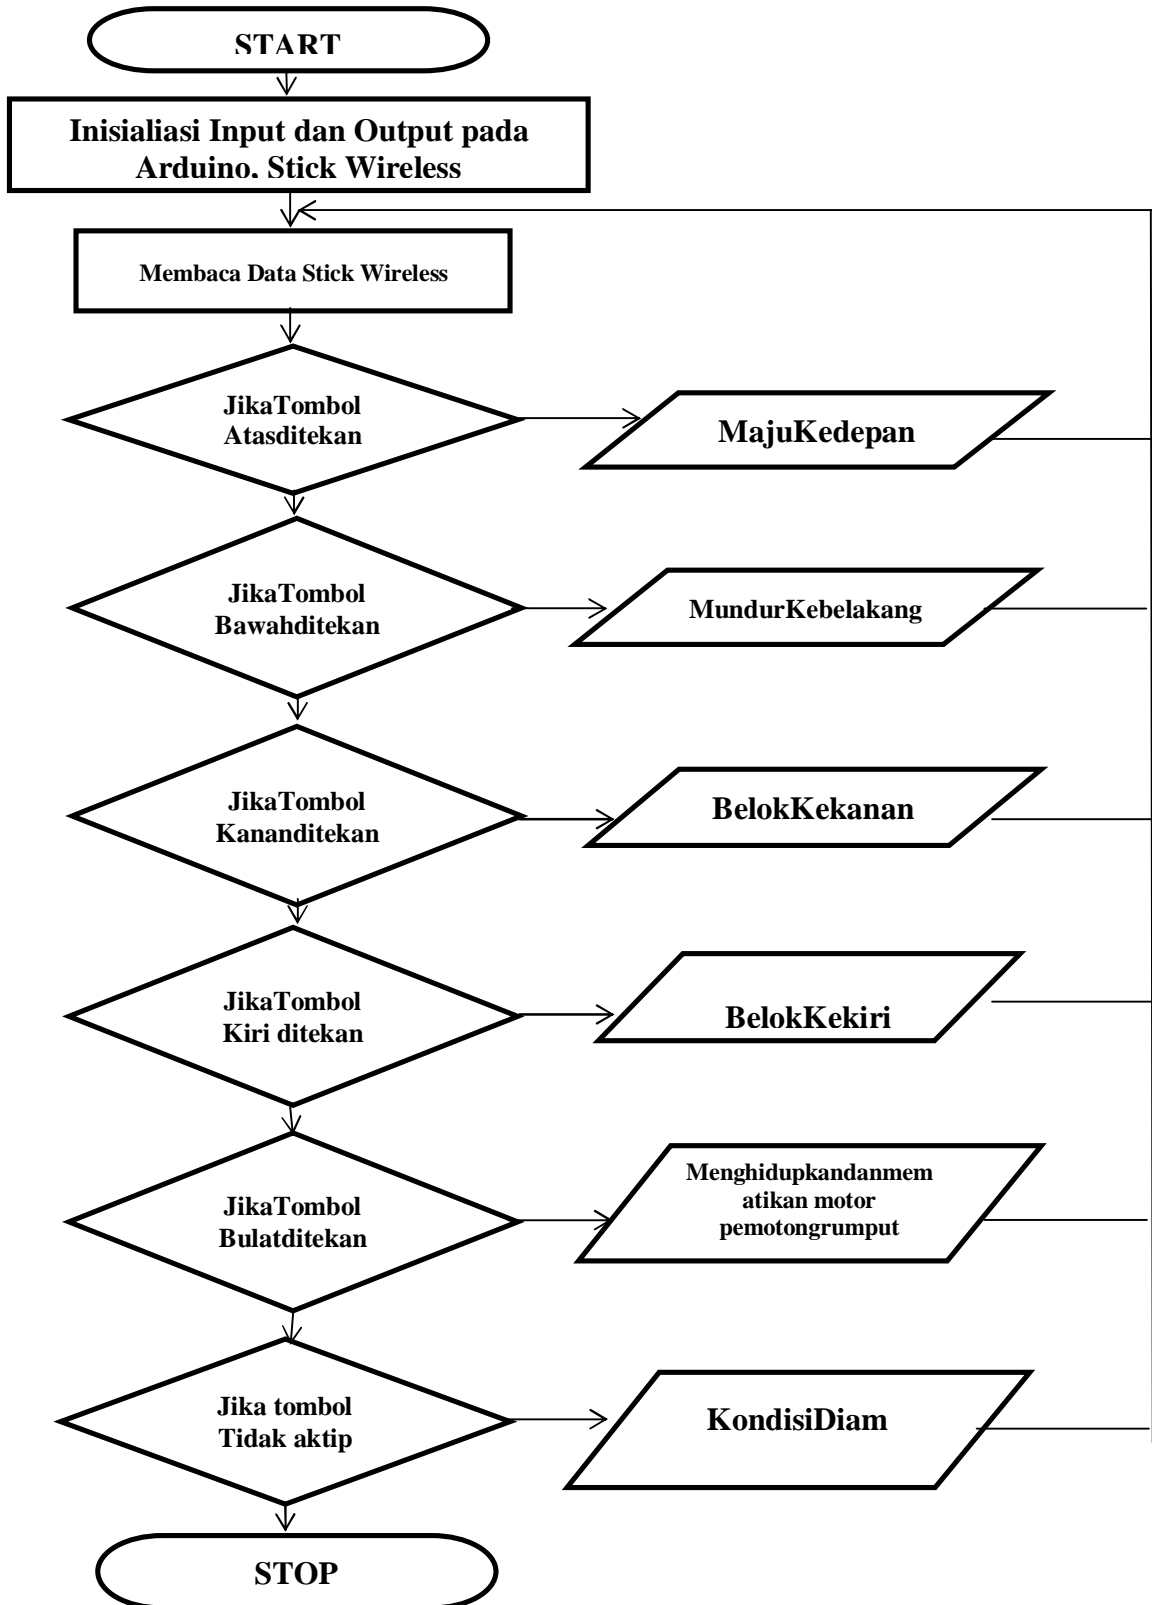 START
Inisialiasi Input dan Output pada
Arduino, Stick Wireless
Membaca Data Stick Wireless
JikaTombol
Atasditekan
MajuKedepan
JikaTombol
Bawahditekan
MundurKebelakang
JikaTombol
Kananditekan
BelokKekanan
JikaTombol
Kiri ditekan
BelokKekiri
JikaTombol
Bulatditekan
Menghidupkandanmem
atikan motor
pemotongrumput
Jika tombol
Tidak aktip
KondisiDiam
STOP